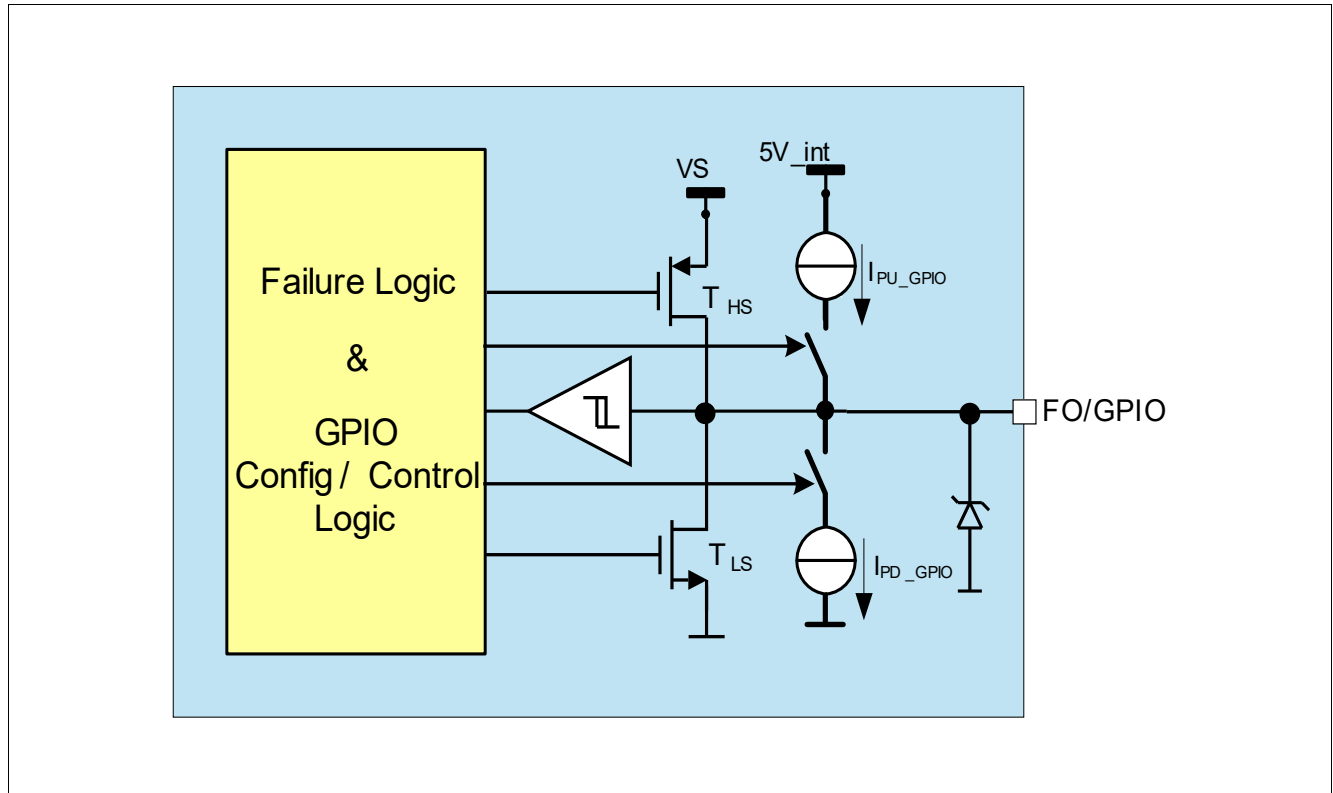 VS
5V_int
Failure Logic
&
GPIO
Config / Control
Logic
T HS
I PU_GPIO
FO/GPIO
T LS
I PD_GPIO